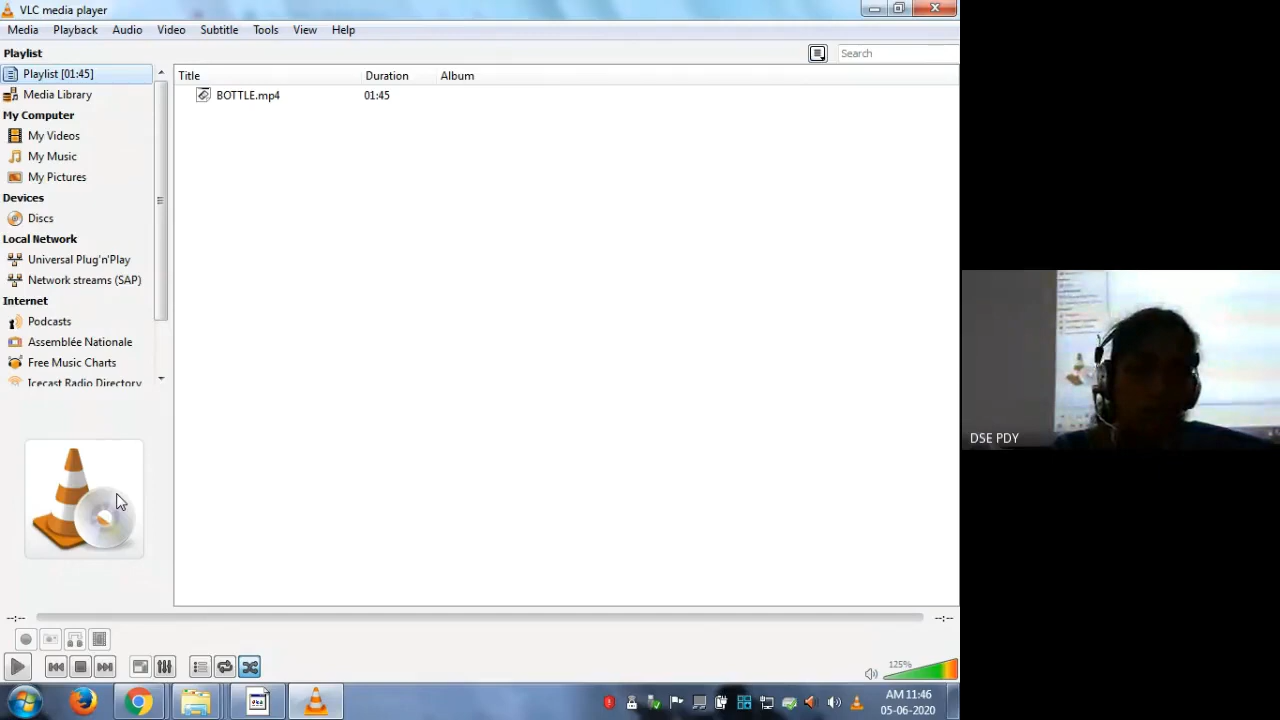 VLC media player
Media Playback Audio Video Subtitle Tools View Help
Playlist
Search
Playlist [01:45]
Media Library
My Computer
My Videos
My Music
My Pictures
Devices
Discs
Local Network
Universal Plug'n'Play
Network streams (SAP)
Internet
Podcasts
Assemblée Nationale
Free Music Charts
Icecast Radio Directory
Title Duration Album
BOTTLE.mp4 01:45
DSE PDY
--:-- --:--
125%
AM 11:46
05-06-2020